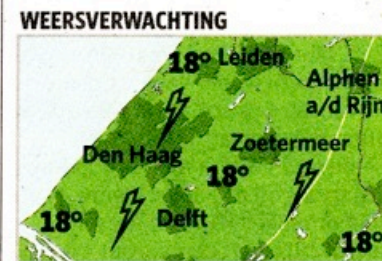 WEERSVERWACHTING
18° Leiden
Alphen
a/d Rijn
Zoetermeer
Den Haag
18°
18°
Delft
18°